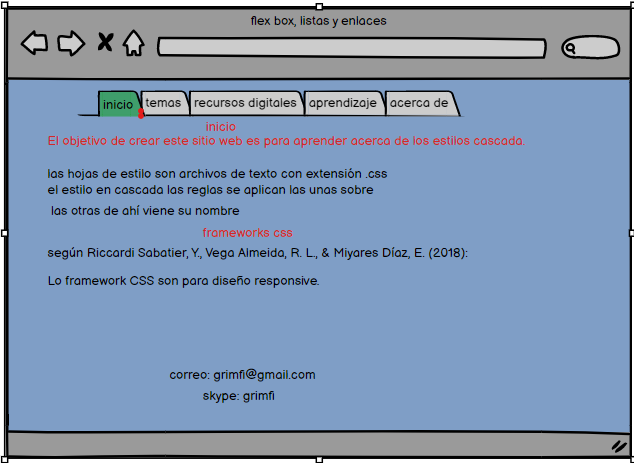 flex box, listas y enlaces
inicio temas recursos digitales aprendizaje acerca de
inicio
El objetivo de crear este sitio web es para aprender acerca de los estilos cascada.
las hojas de estilo son archivos de texto con extensión .css
el estilo en cascada las reglas se aplican las unas sobre
las otras de ahí viene su nombre
frameworks css
según Riccardi Sabatier, Y., Vega Almeida, R. L., & Miyares Díaz, E. (2018):
Lo framework CSS son para diseño responsive.
correo: grimfi@gmail.com
skype: grimfi